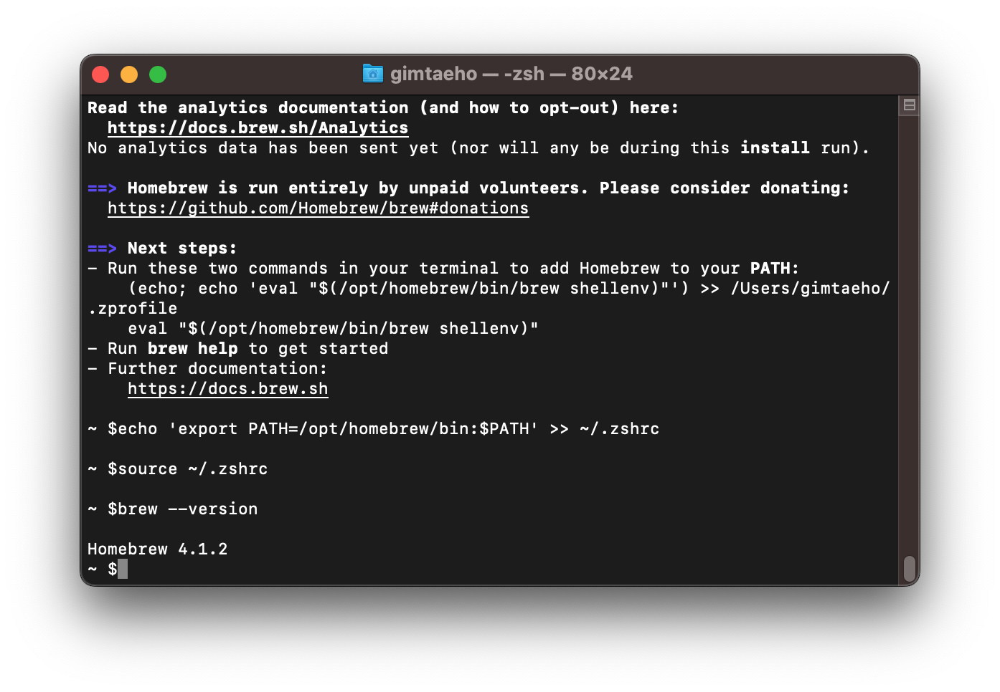 gimtaeho — -zsh — 80×24
Read the analytics documentation (and how to opt-out) here:
  https://docs.brew.sh/Analytics
No analytics data has been sent yet (nor will any be during this install run).

==> Homebrew is run entirely by unpaid volunteers. Please consider donating:
  https://github.com/Homebrew/brew#donations

==> Next steps:
- Run these two commands in your terminal to add Homebrew to your PATH:
    (echo; echo 'eval "$(/opt/homebrew/bin/brew shellenv)"') >> /Users/gimtaeho/
.zprofile
    eval "$(/opt/homebrew/bin/brew shellenv)"
- Run brew help to get started
- Further documentation:
    https://docs.brew.sh

~ $echo 'export PATH=/opt/homebrew/bin:$PATH' >> ~/.zshrc

~ $source ~/.zshrc

~ $brew --version

Homebrew 4.1.2
~ $